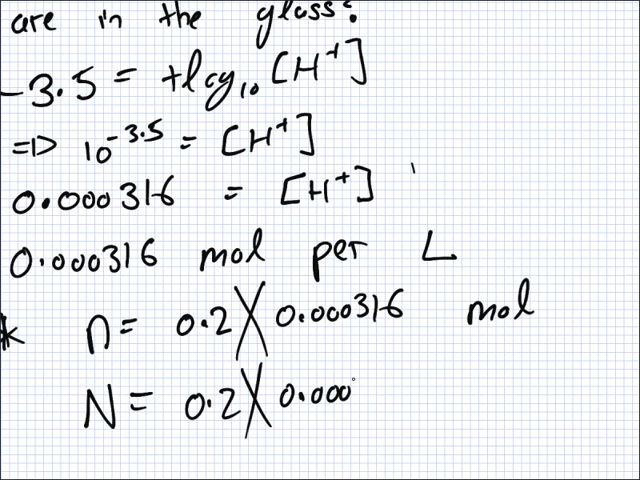 are in the glass?
-3.5 = +log₁₀ [H⁺]
=> 10⁻³·⁵ = [H⁺]
0.000316 = [H⁺]
0.000316 mol per L
* n = 0.2 X 0.000316 mol
N = 0.2 X 0.000